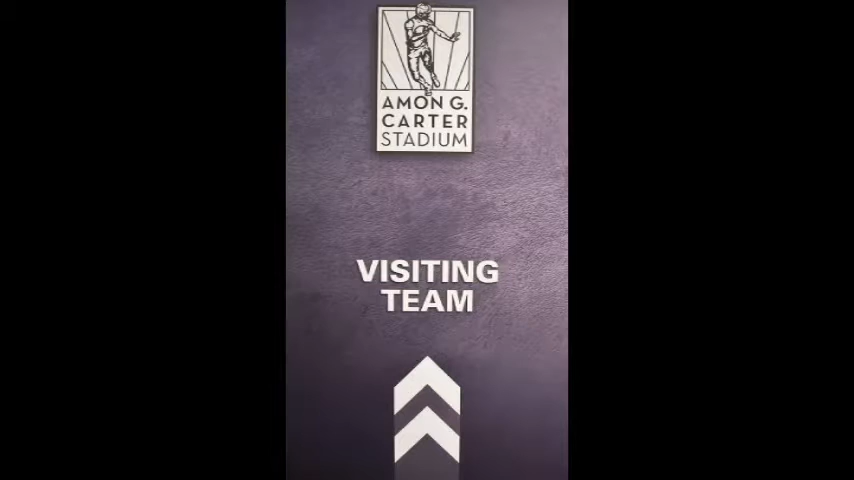 AMON G.
CARTER
STADIUM
VISITING
TEAM